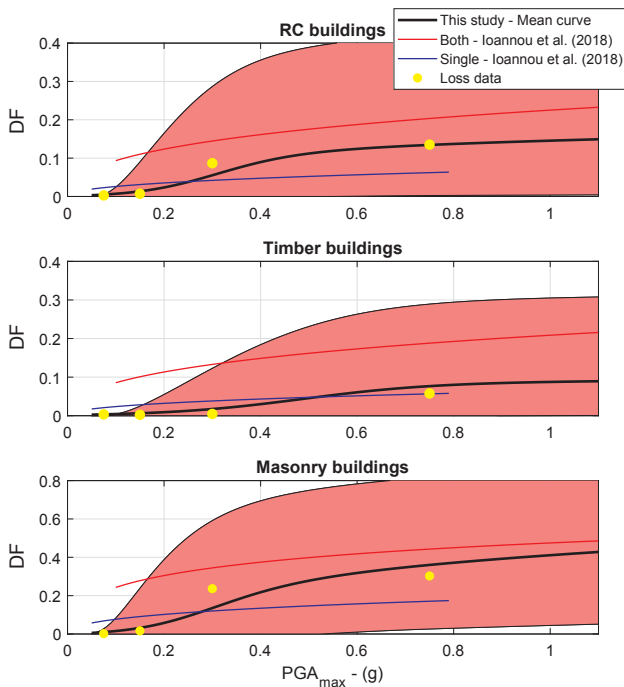 RC buildings
This study - Mean curve
Both - Ioannou et al. (2018)
Single - Ioannou et al. (2018)
Loss data
DF
0.4
0.3
0.2
0.1
0
0 0.2 0.4 0.6 0.8 1
Timber buildings
DF
0.4
0.3
0.2
0.1
0
0 0.2 0.4 0.6 0.8 1
Masonry buildings
DF
0.8
0.6
0.4
0.2
0
0 0.2 0.4 0.6 0.8 1
PGAmax - (g)